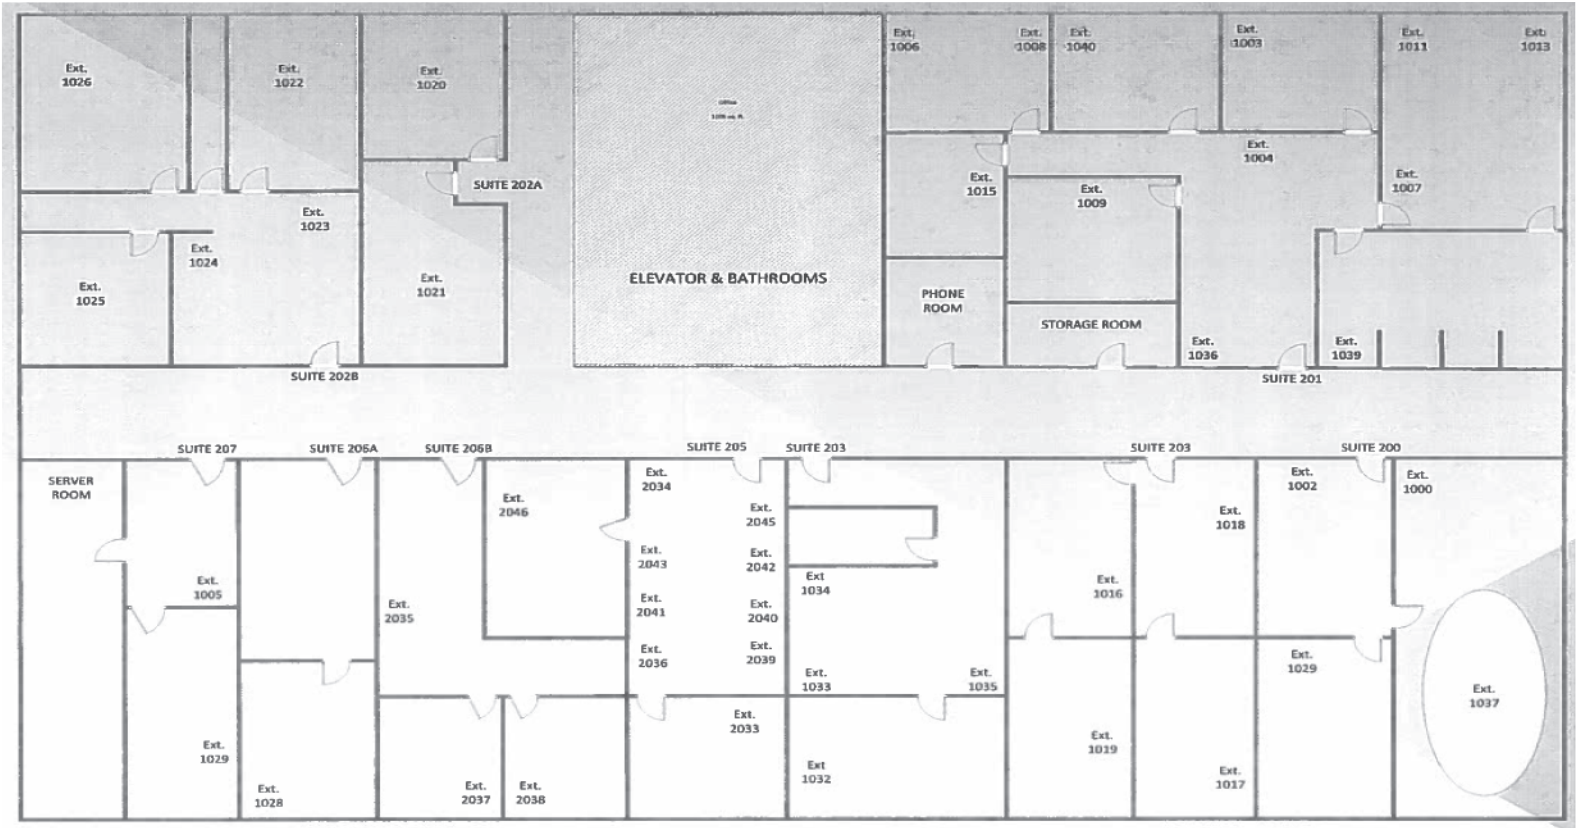 Ext.
1026
Ext.
1022
Ext.
1020
Office
Ext.
1006
Ext.
1008
Ext.
1040
Ext.
1003
Ext.
1011
Ext.
1013
Ext.
1004
Ext.
1015
Ext.
1009
Ext.
1007
SUITE 202A
Ext.
1023
Ext.
1024
Ext.
1025
Ext.
1021
ELEVATOR & BATHROOMS
PHONE
ROOM
STORAGE ROOM
Ext.
1036
Ext.
1039
SUITE 202B
SUITE 201
SUITE 207
SUITE 206A
SUITE 206B
SUITE 205
SUITE 203
SUITE 203
SUITE 200
SERVER
ROOM
Ext.
2034
Ext.
1002
Ext.
1000
Ext.
2046
Ext.
2045
Ext.
1018
Ext.
2043
Ext.
2042
Ext.
1005
Ext
1034
Ext.
1016
Ext.
2035
Ext.
2041
Ext.
2040
Ext.
2036
Ext.
2039
Ext.
1033
Ext.
1035
Ext.
1029
Ext.
1037
Ext.
2033
Ext.
1029
Ext.
1019
Ext
1032
Ext.
1017
Ext.
1028
Ext.
2037
Ext.
2038